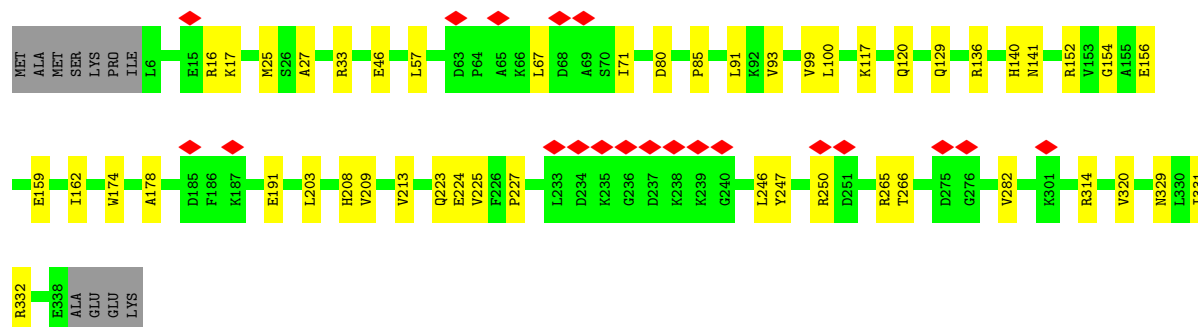 MET ALA MET SER LYS PRO ILE L6 E15 R16 K17 M25 S26 A27 R33 E46 L57 D63 P64 A65 K66 L67 D68 A69 S70 I71 D80 P85 L91 K92 V93 V99 L100 K117 Q120 Q129 R136 H140 N141 R152 V153 G154 A155 E156
E159 I162 W174 A178 D185 F186 K187 E191 L203 H208 V209 V213 Q223 E224 V225 F226 P227 L233 D234 K235 G236 D237 K238 K239 G240 L246 Y247 R250 D251 R265 T266 D275 G276 V282 K301 R314 V320 N329 L330
R332 E338 ALA GLU GLU LYS